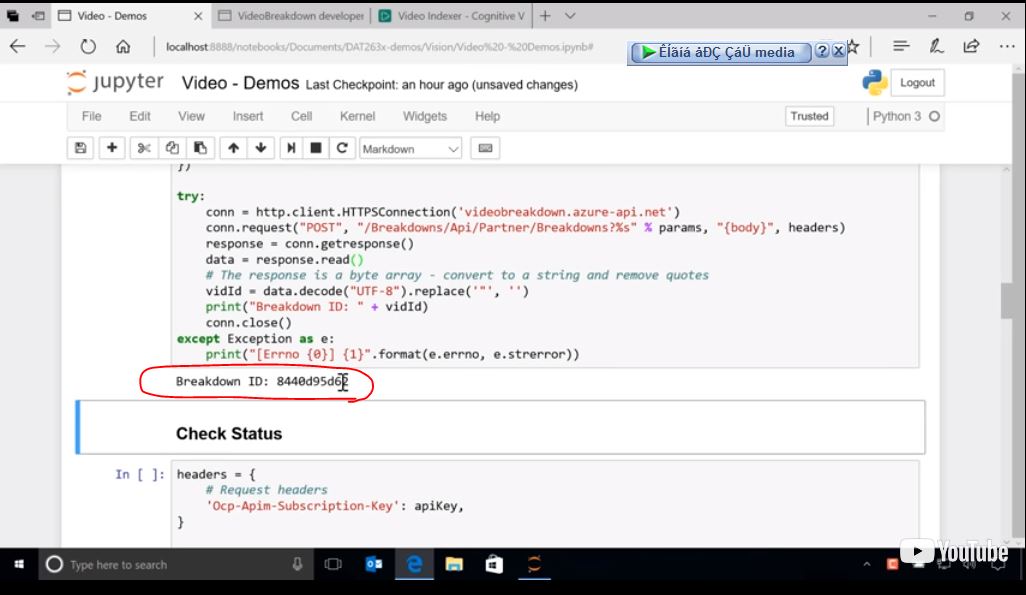 Video - Demos
VideoBreakdown developer
Video Indexer - Cognitive V
localhost:8888/notebooks/Documents/DAT263x-demos/Vision/Video%20-%20Demos.ipynb#
Êíãíá åÐÇ ÇáÜ media
jupyter Video - Demos Last Checkpoint: an hour ago (unsaved changes)
Logout
File Edit View Insert Cell Kernel Widgets Help
Trusted
Python 3
Markdown
})
try:
conn = http.client.HTTPSConnection('videobreakdown.azure-api.net')
conn.request("POST", "/Breakdowns/Api/Partner/Breakdowns?%s" % params, "{body}", headers)
response = conn.getresponse()
data = response.read()
# The response is a byte array - convert to a string and remove quotes
vidId = data.decode("UTF-8").replace('"', '')
print("Breakdown ID: " + vidId)
conn.close()
except Exception as e:
print("[Errno {0}] {1}".format(e.errno, e.strerror))
Breakdown ID: 8440d95d62
Check Status
In [ ]: headers = {
# Request headers
'Ocp-Apim-Subscription-Key': apiKey,
}
Type here to search
YouTube